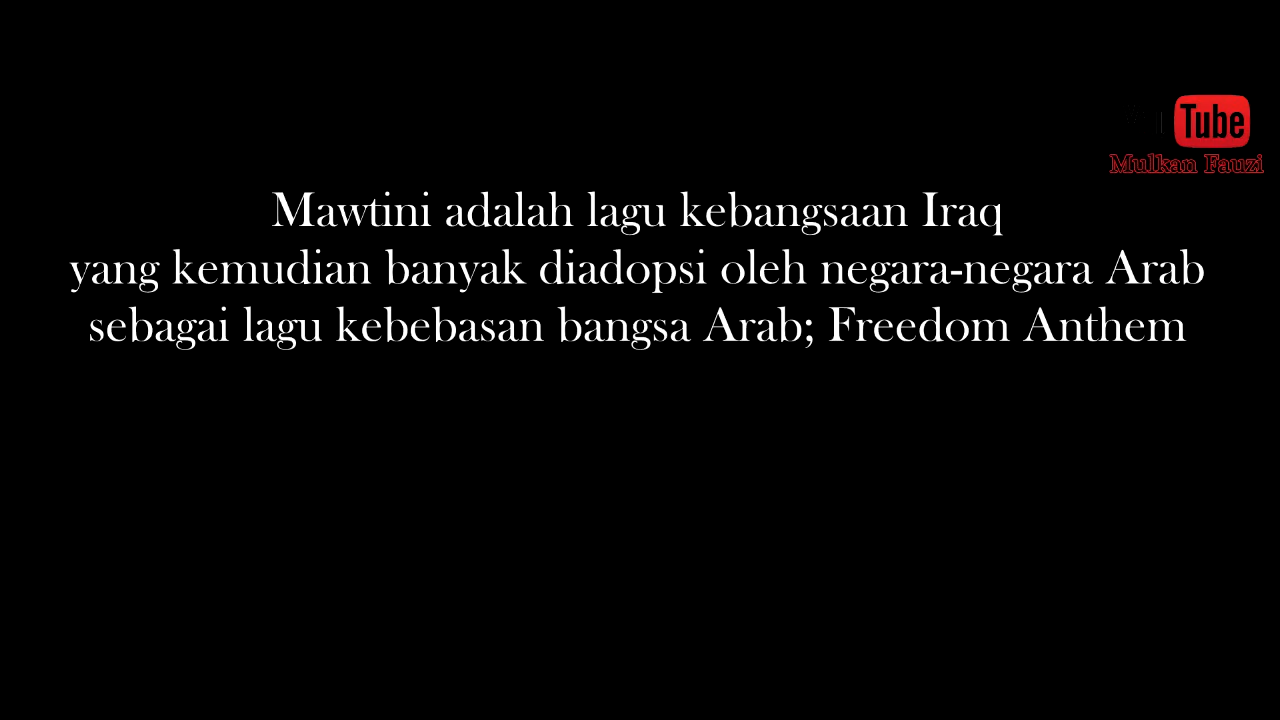 Tube
Mulkan Fauzi
Mawtini adalah lagu kebangsaan Iraq
yang kemudian banyak diadopsi oleh negara-negara Arab
sebagai lagu kebebasan bangsa Arab; Freedom Anthem